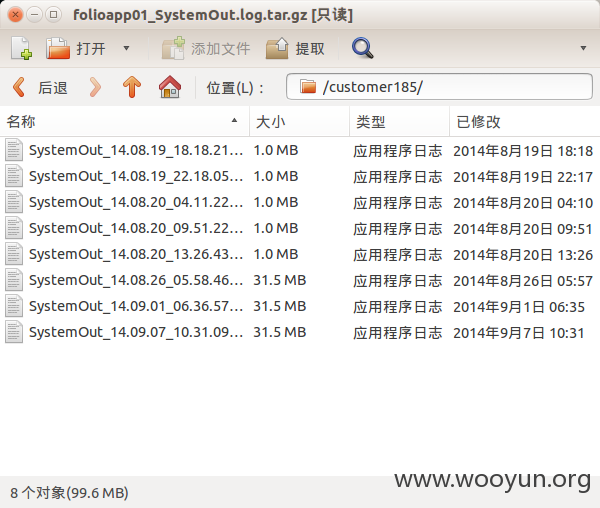 folioapp01_SystemOut.log.tar.gz [只读]
打开 添加文件 提取
后退 位置(L)： /customer185/
名称 大小 类型 已修改
SystemOut_14.08.19_18.18.21... 1.0 MB 应用程序日志 2014年8月19日 18:18
SystemOut_14.08.19_22.18.05... 1.0 MB 应用程序日志 2014年8月19日 22:17
SystemOut_14.08.20_04.11.22... 1.0 MB 应用程序日志 2014年8月20日 04:10
SystemOut_14.08.20_09.51.22... 1.0 MB 应用程序日志 2014年8月20日 09:51
SystemOut_14.08.20_13.26.43... 1.0 MB 应用程序日志 2014年8月20日 13:26
SystemOut_14.08.26_05.58.46... 31.5 MB 应用程序日志 2014年8月26日 05:57
SystemOut_14.09.01_06.36.57... 31.5 MB 应用程序日志 2014年9月1日 06:35
SystemOut_14.09.07_10.31.09... 31.5 MB 应用程序日志 2014年9月7日 10:31
www.wooyun.org
8 个对象(99.6 MB)